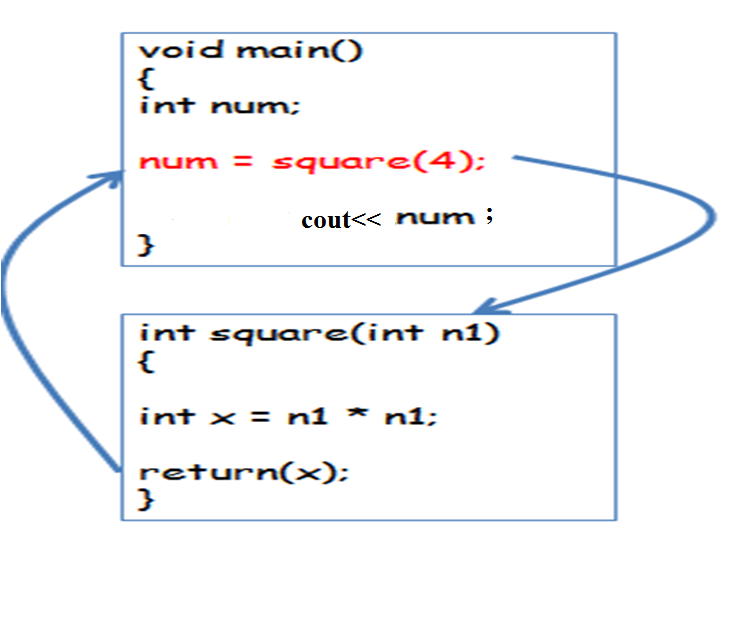 void main()
{
int num;
num = square(4);
cout<< num ;
}
int square(int n1)
{
int x = n1 * n1;
return(x);
}